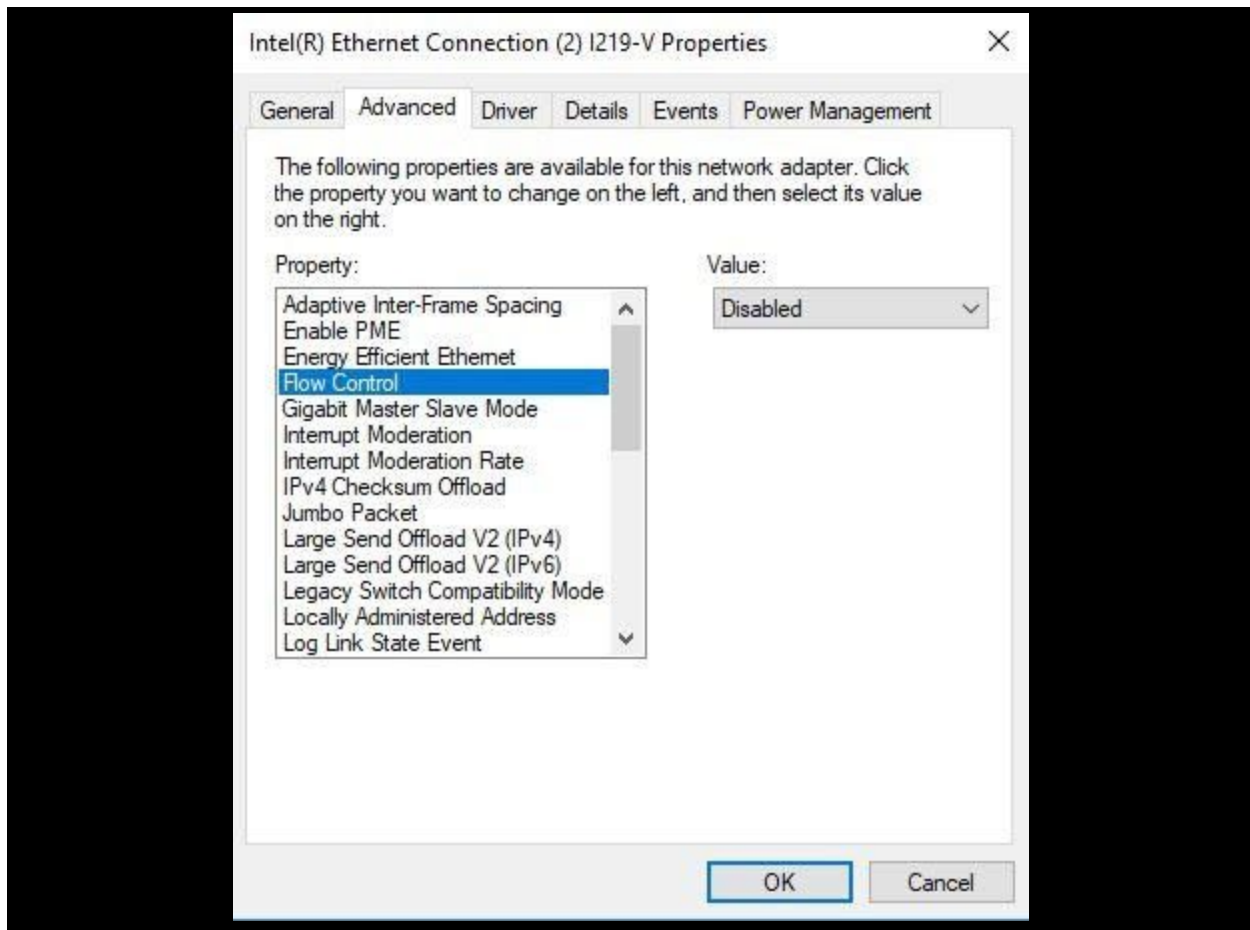 Intel(R) Ethernet Connection (2) I219-V Properties
General Advanced Driver Details Events Power Management
The following properties are available for this network adapter. Click
the property you want to change on the left, and then select its value
on the right.
Property:
Value:
Adaptive Inter-Frame Spacing
Disabled
Enable PME
Energy Efficient Ethernet
Flow Control
Gigabit Master Slave Mode
Interrupt Moderation
Interrupt Moderation Rate
IPv4 Checksum Offload
Jumbo Packet
Large Send Offload V2 (IPv4)
Large Send Offload V2 (IPv6)
Legacy Switch Compatibility Mode
Locally Administered Address
Log Link State Event
OK
Cancel